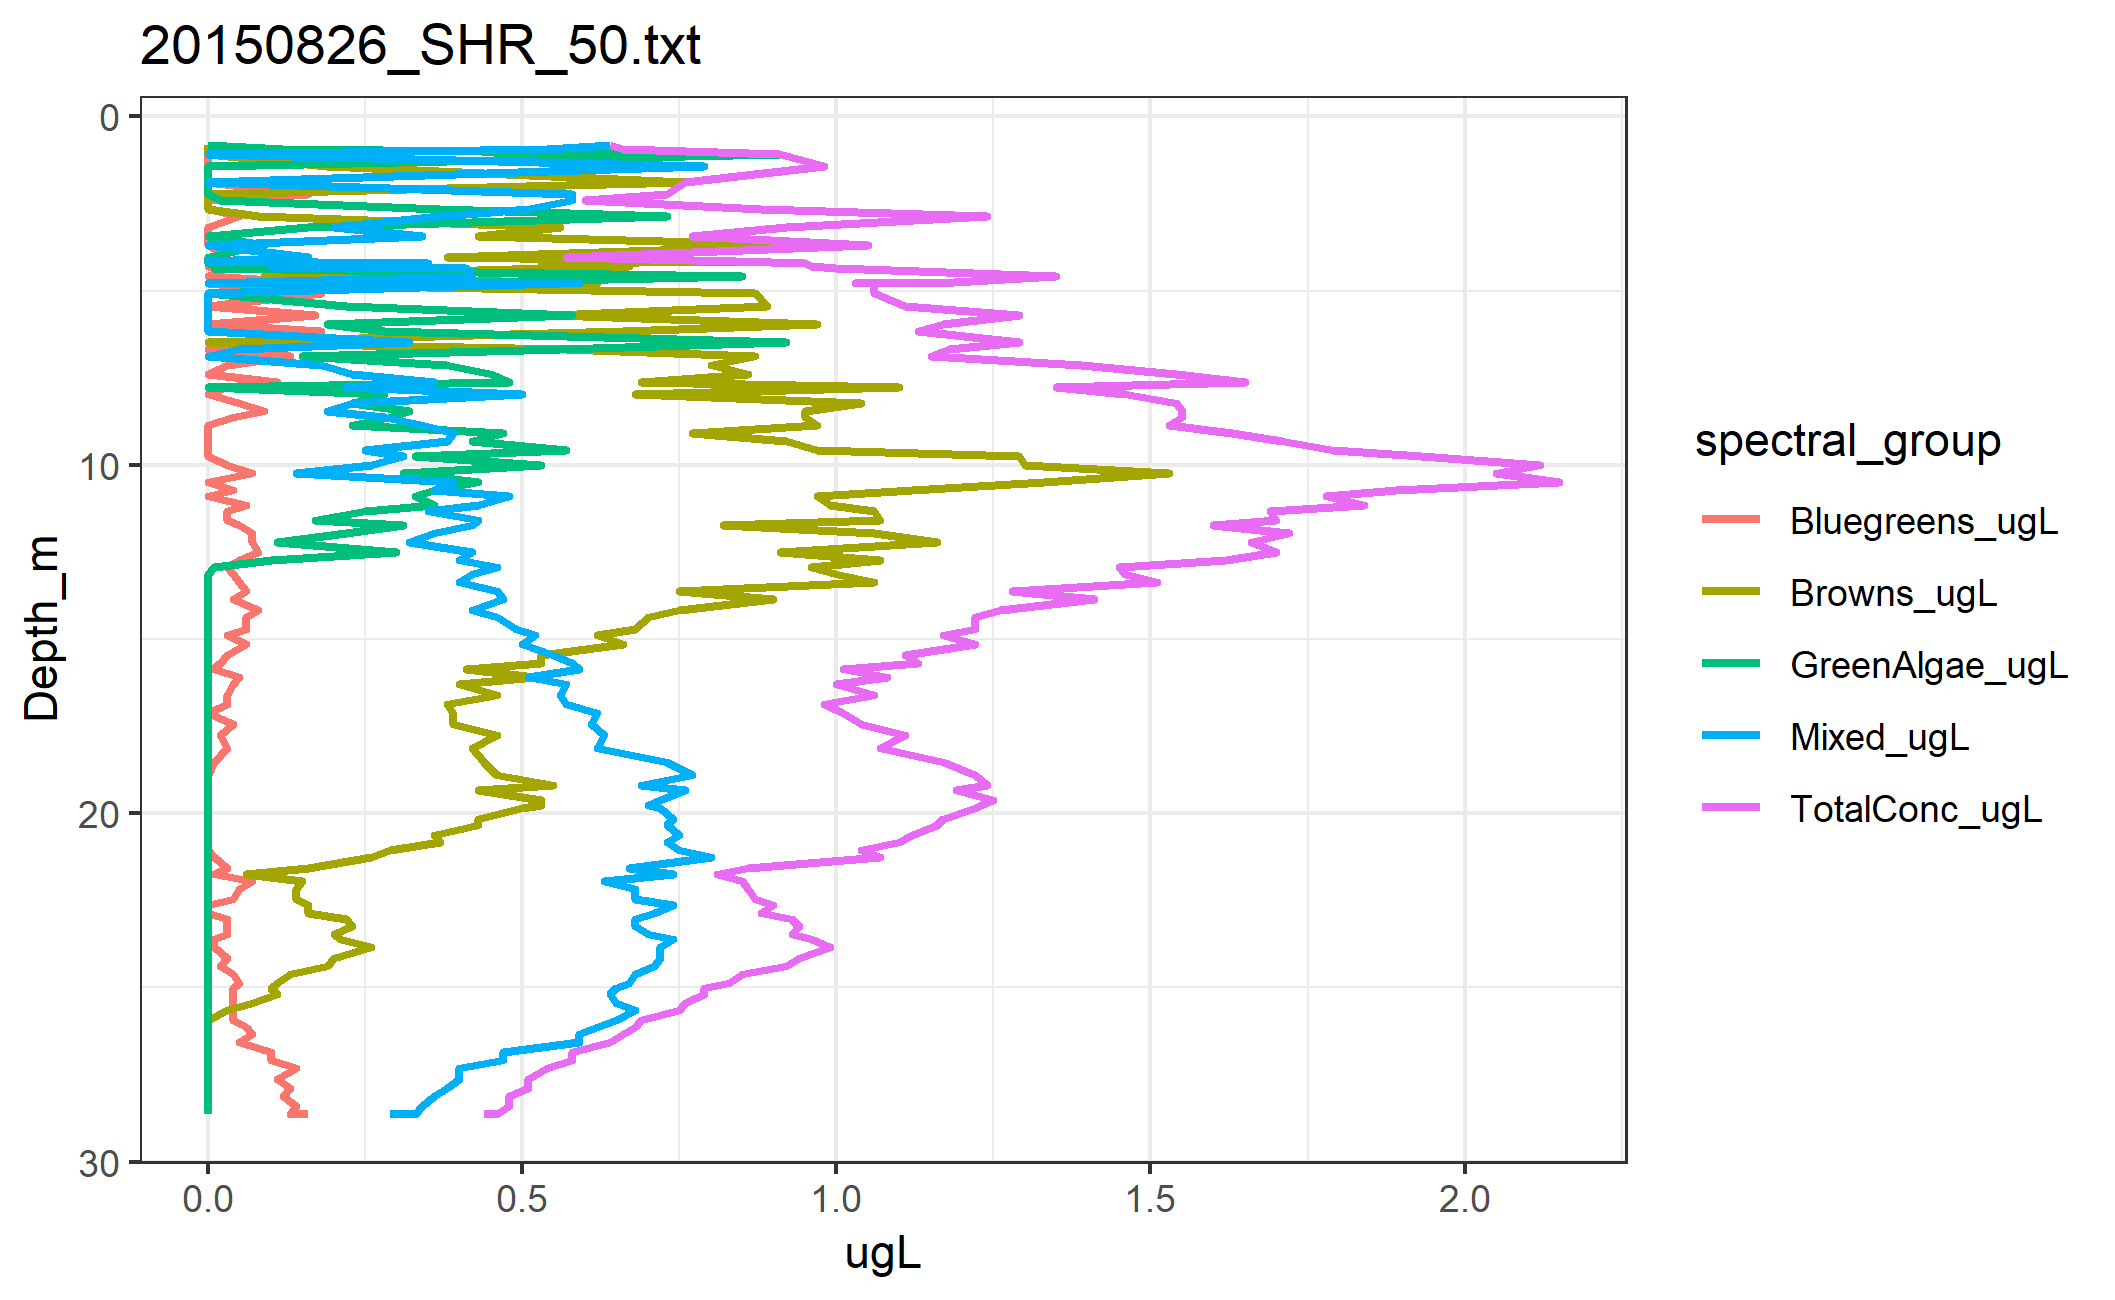 20150826_SHR_50.txt
0
10
20
30
Depth_m
0.0 0.5 1.0 1.5 2.0
ugL
spectral_group
Bluegreens_ugL
Browns_ugL
GreenAlgae_ugL
Mixed_ugL
TotalConc_ugL